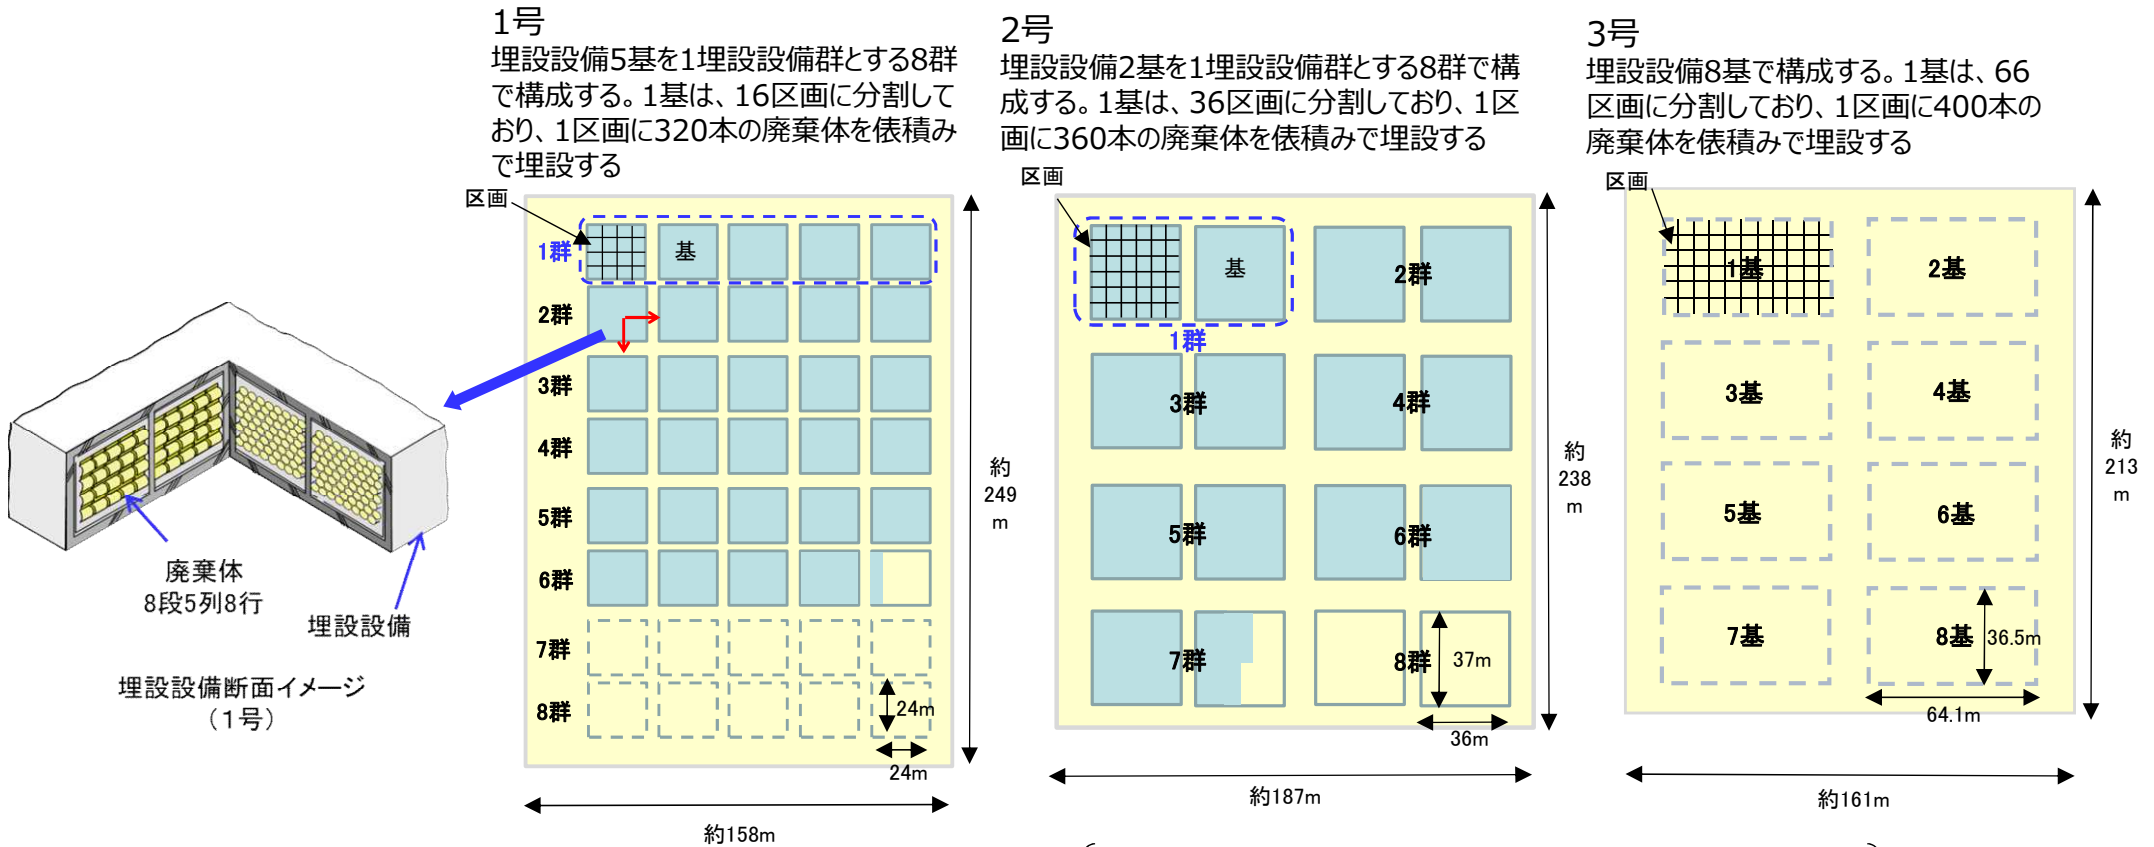 1号
埋設設備5基を1埋設設備群とする8群
で構成する。1基は、16区画に分割して
おり、1区画に320本の廃棄体を俵積み
で埋設する
区画
1群
基
2群
3群
4群
5群
6群
7群
8群
24m
24m
約
249
m
約158m
廃棄体
8段5列8行
埋設設備
埋設設備断面イメージ
(1号)
2号
埋設設備2基を1埋設設備群とする8群で構
成する。1基は、36区画に分割しており、1区
画に360本の廃棄体を俵積みで埋設する
区画
基
1群
2群
3群
4群
5群
6群
7群
8群
37m
36m
約
238
m
約187m
3号
埋設設備8基で構成する。1基は、66
区画に分割しており、1区画に400本の
廃棄体を俵積みで埋設する
区画
1基
2基
3基
4基
5基
6基
7基
8基
36.5m
64.1m
約
213
m
約161m